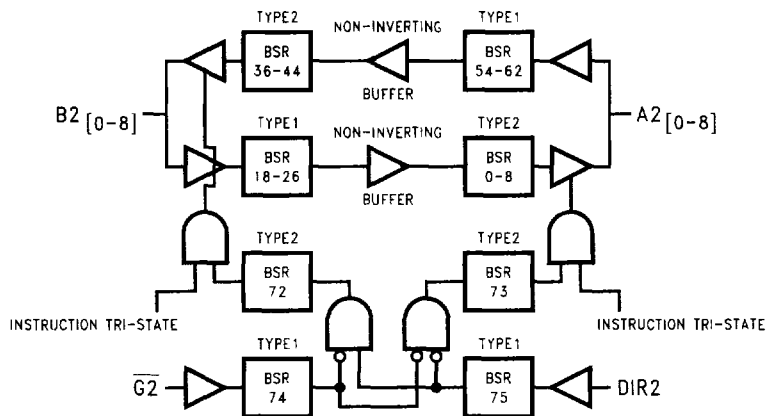 TYPE2 NON-INVERTING TYPE1
BSR
36-44
BSR
54-62
BUFFER
B2[0-8]
A2[0-8]
TYPE1 NON-INVERTING TYPE2
BSR
18-26
BSR
0-8
BUFFER
TYPE2 TYPE2
BSR
72
BSR
73
INSTRUCTION TRI-STATE INSTRUCTION TRI-STATE
TYPE1 TYPE1
G2
BSR
74
BSR
75
DIR2